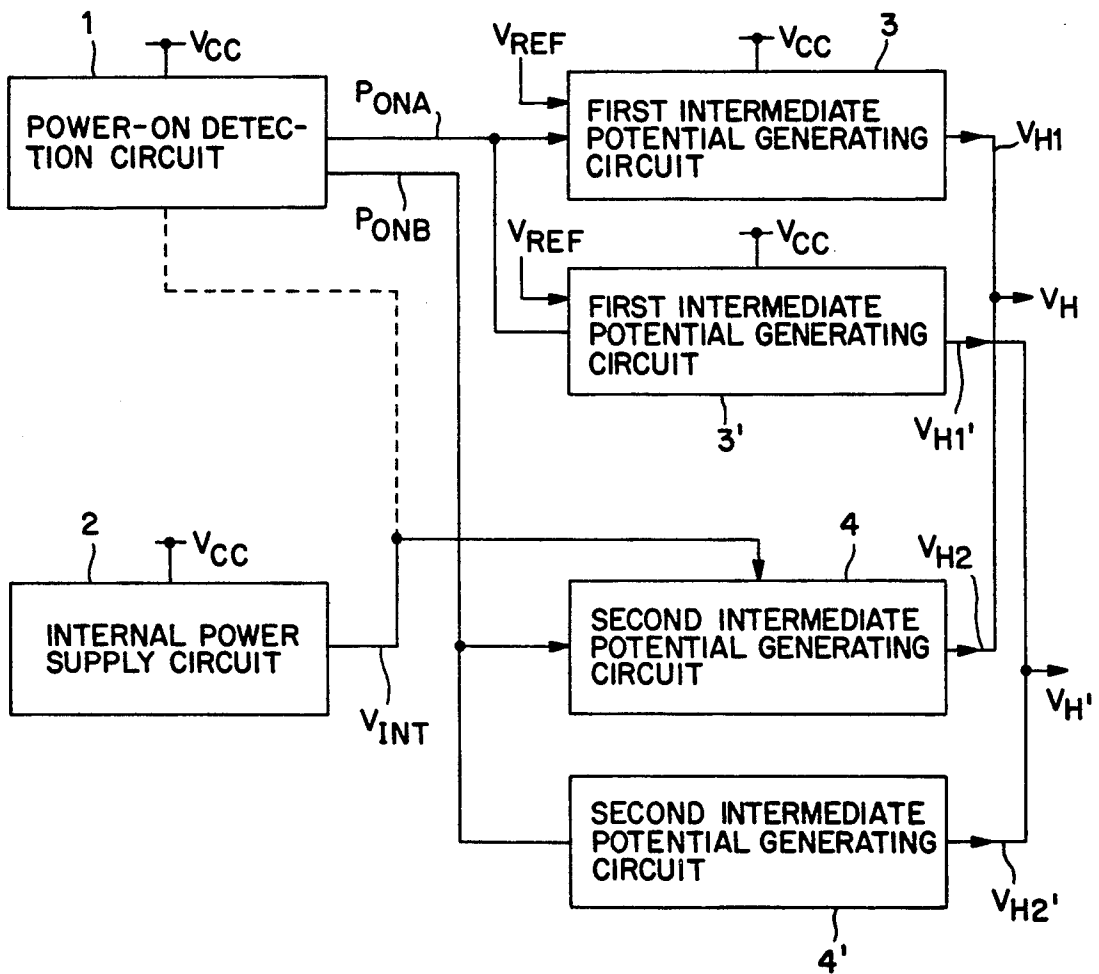 1
VCC
POWER-ON DETEC-
TION CIRCUIT
PONA
PONB
VREF
VCC
3
FIRST INTERMEDIATE
POTENTIAL GENERATING
CIRCUIT
VH1
VREF
VCC
FIRST INTERMEDIATE
POTENTIAL GENERATING
CIRCUIT
3'
VH
VH1'
2
VCC
INTERNAL POWER
SUPPLY CIRCUIT
VINT
4
SECOND INTERMEDIATE
POTENTIAL GENERATING
CIRCUIT
VH2
VH'
SECOND INTERMEDIATE
POTENTIAL GENERATING
CIRCUIT
4'
VH2'